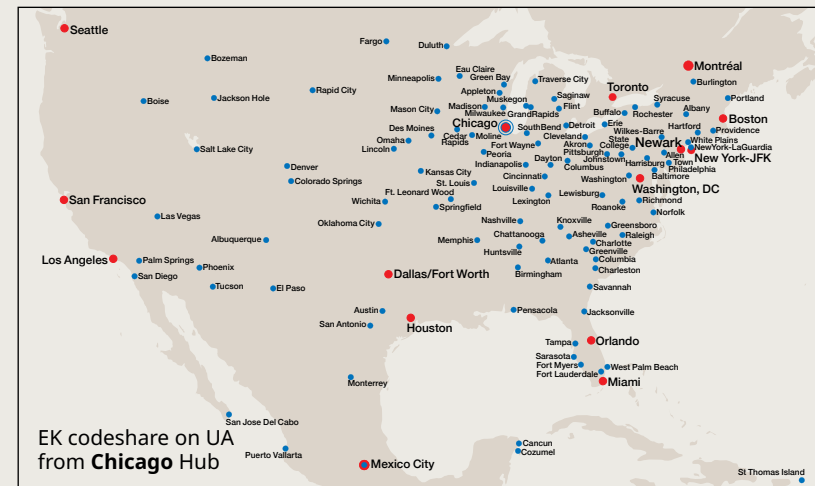 Seattle
Fargo
Duluth
Bozeman
Eau Claire
Green Bay
Minneapolis
Traverse City
Montréal
Burlington
Rapid City
Appleton
Toronto
Boise
Jackson Hole
Muskegon
Saginaw
Syracuse
Portland
Mason City
Madison
Milwaukee
GrandRapids
Flint
Buffalo
Rochester
Albany
Boston
Chicago
Des Moines
Cedar
Rapids
Moline
SouthBend
Detroit
Erie
Wilkes-Barre
Hartford
Providence
Salt Lake City
Omaha
Lincoln
Peoria
Fort Wayne
Cleveland
Akron
Pittsburgh
State
College
Newark
White Plains
NewYork-LaGuardia
New York-JFK
Denver
Colorado Springs
Kansas City
Indianapolis
Dayton
Columbus
Johnstown
Harrisburg
Allen
Town
Philadelphia
Baltimore
San Francisco
St. Louis
Cincinnati
Washington
Washington, DC
Las Vegas
Wichita
Ft. Leonard Wood
Springfield
Louisville
Lexington
Lewisburg
Roanoke
Richmond
Norfolk
Oklahoma City
Nashville
Knoxville
Greensboro
Albuquerque
Memphis
Chattanooga
Asheville
Raleigh
Charlotte
Huntsville
Greenville
Los Angeles
Palm Springs
Phoenix
Birmingham
Atlanta
Columbia
Charleston
San Diego
Tucson
El Paso
Dallas/Fort Worth
Savannah
Austin
San Antonio
Houston
Pensacola
Jacksonville
Orlando
Tampa
Sarasota
Fort Myers
Fort Lauderdale
West Palm Beach
Miami
Monterrey
San Jose Del Cabo
Puerto Vallarta
Mexico City
Cancun
Cozumel
St Thomas Island
EK codeshare on UA
from Chicago Hub